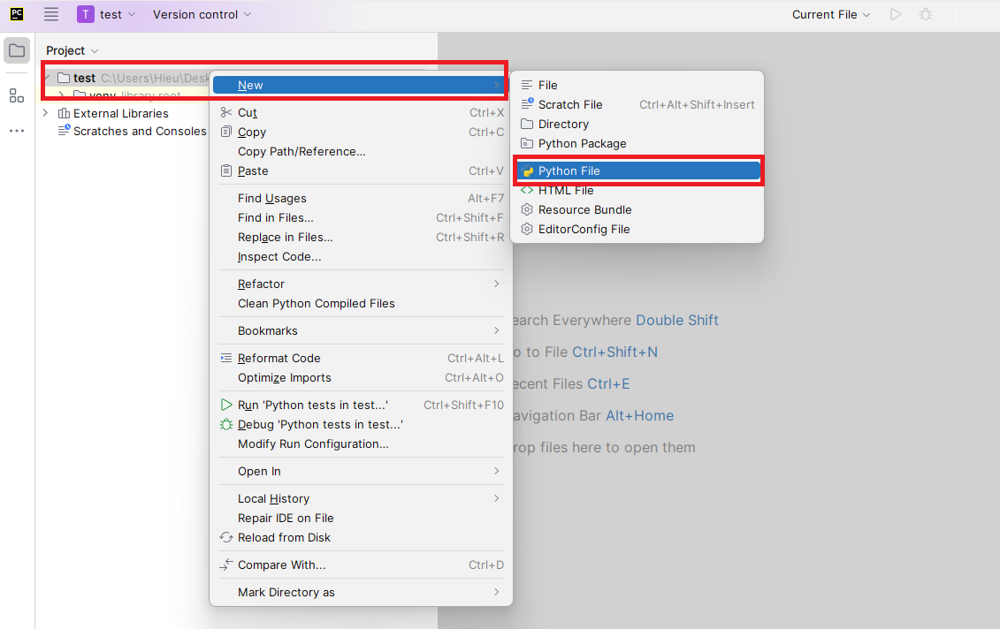 PC
T test Version control Current File
Project
test C:\Users\Hieu\Desk
venv library root
External Libraries
Scratches and Consoles
New
Cut Ctrl+X
Copy Ctrl+C
Copy Path/Reference...
Paste Ctrl+V
Find Usages Alt+F7
Find in Files... Ctrl+Shift+F
Replace in Files... Ctrl+Shift+R
Inspect Code...
Refactor
Clean Python Compiled Files
Bookmarks
Reformat Code Ctrl+Alt+L
Optimize Imports Ctrl+Alt+O
Run 'Python tests in test...' Ctrl+Shift+F10
Debug 'Python tests in test...'
Modify Run Configuration...
Open In
Local History
Repair IDE on File
Reload from Disk
Compare With... Ctrl+D
Mark Directory as
File
Scratch File Ctrl+Alt+Shift+Insert
Directory
Python Package
Python File
HTML File
Resource Bundle
EditorConfig File
earch Everywhere Double Shift
o to File Ctrl+Shift+N
ecent Files Ctrl+E
avigation Bar Alt+Home
rop files here to open them